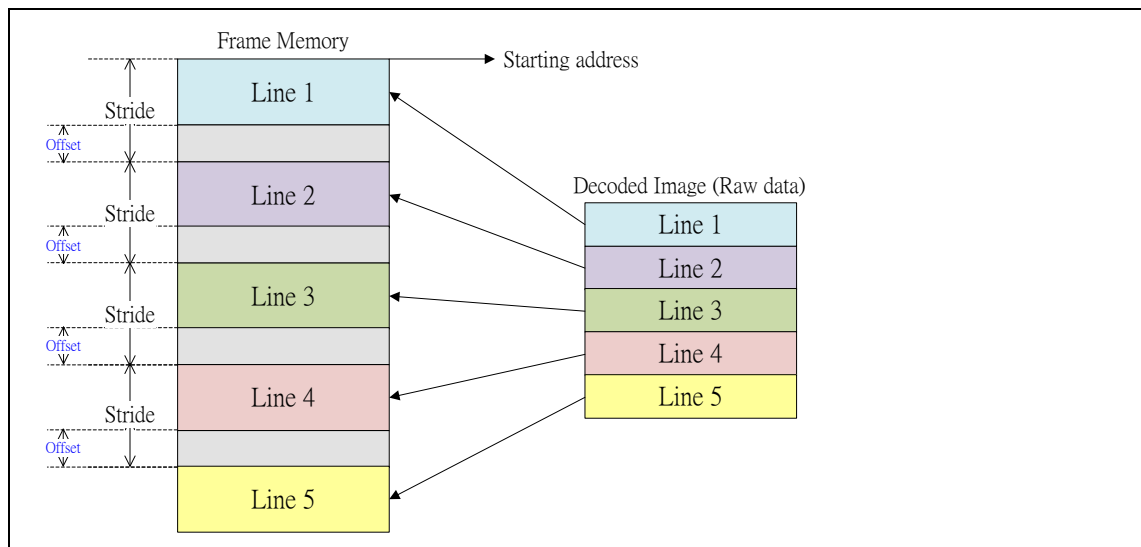 Frame Memory
Starting address
Line 1
Stride
Offset
Line 2
Stride
Offset
Line 3
Stride
Offset
Line 4
Stride
Offset
Line 5
Decoded Image (Raw data)
Line 1
Line 2
Line 3
Line 4
Line 5